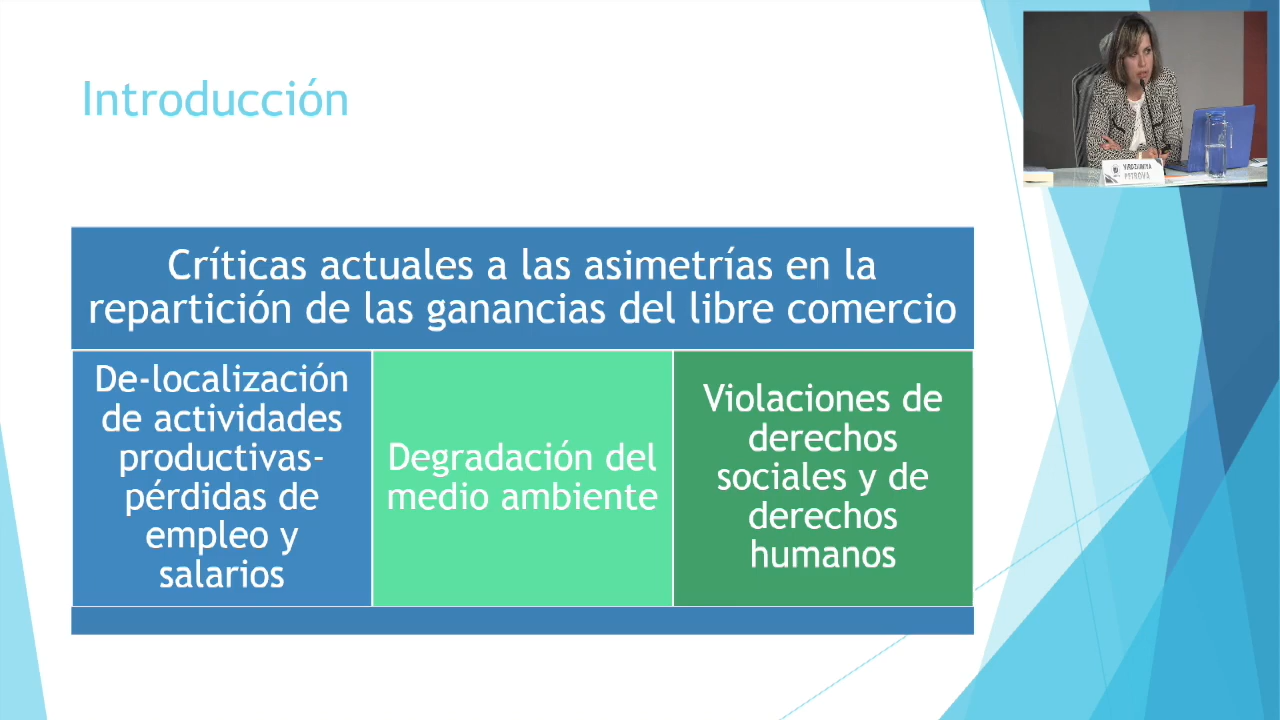 Introducción
Críticas actuales a las asimetrías en la
repartición de las ganancias del libre comercio
De-localización
de actividades
productivas-
pérdidas de
empleo y
salarios
Degradación del
medio ambiente
Violaciones de
derechos
sociales y de
derechos
humanos
PETROVA